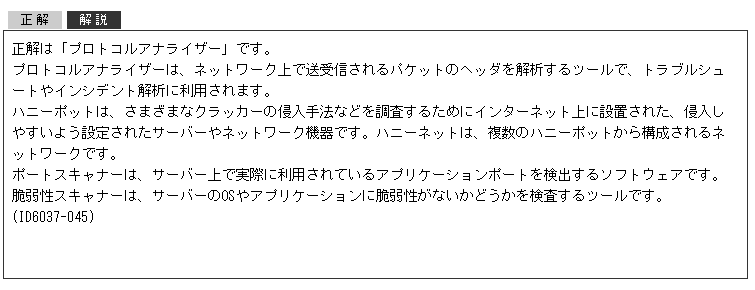 正解 解説
正解は「プロトコルアナライザー」です。
プロトコルアナライザーは、ネットワーク上で送受信されるパケットのヘッダを解析するツールで、トラブルシュ
ートやインシデント解析に利用されます。
ハニーポットは、さまざまなクラッカーの侵入手法などを調査するためにインターネット上に設置された、侵入し
やすいよう設定されたサーバーやネットワーク機器です。ハニーネットは、複数のハニーポットから構成されるネ
ットワークです。
ポートスキャナーは、サーバー上で実際に利用されているアプリケーションポートを検出するソフトウェアです。
脆弱性スキャナーは、サーバーのOSやアプリケーションに脆弱性がないかどうかを検査するツールです。
(ID6037-045)